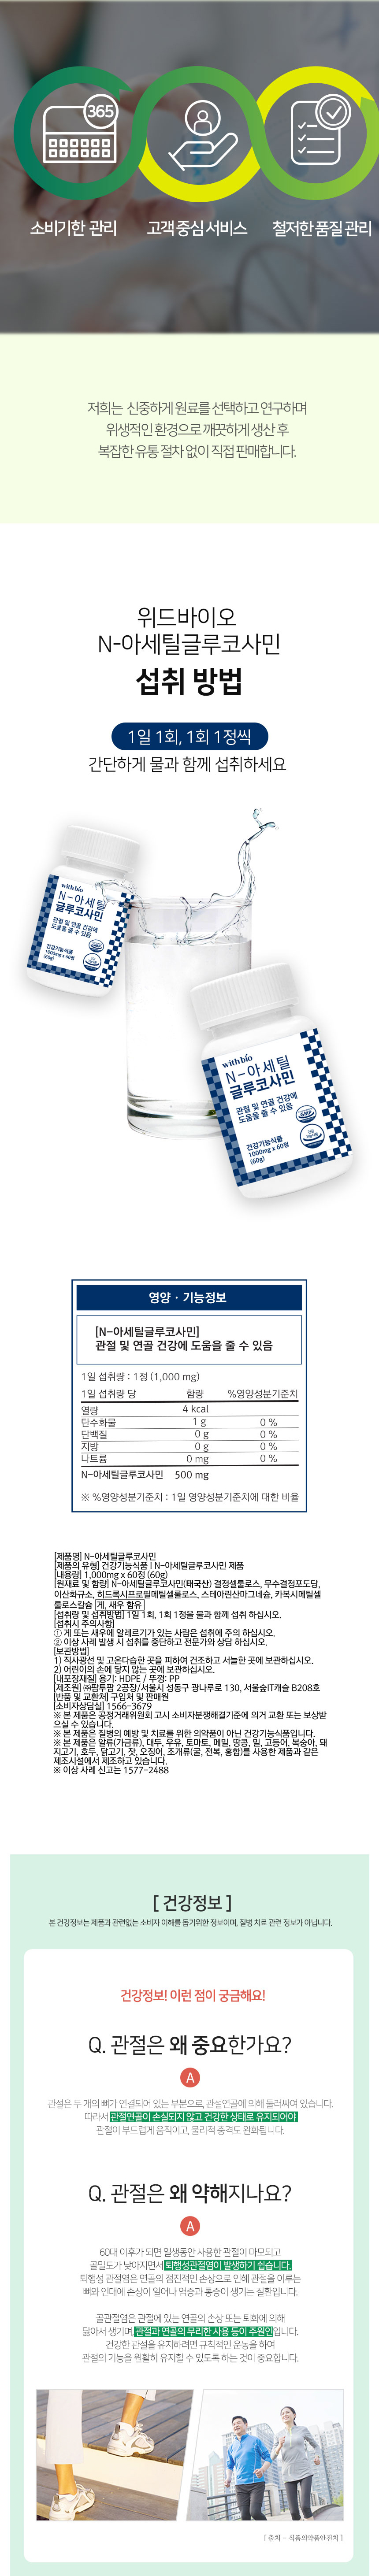 365
소비기한 관리
고객 중심 서비스
철저한 품질 관리
저희는 신중하게 원료를 선택하고 연구하며
위생적인 환경으로 깨끗하게 생산 후
복잡한 유통 절차 없이 직접 판매합니다.
위드바이오
N-아세틸글루코사민
섭취 방법
1일 1회, 1회 1정씩
간단하게 물과 함께 섭취하세요
withbio
N-아세틸
글루코사민
관절 및 연골 건강에
도움을 줄 수 있음
건강기능식품
1000mg x 60정
(60g)
withbio
N-아세틸
글루코사민
관절 및 연골 건강에
도움을 줄 수 있음
건강기능식품
1000mg x 60정
(60g)
영양 · 기능정보
[N-아세틸글루코사민]
관절 및 연골 건강에 도움을 줄 수 있음
1일 섭취량 : 1정 (1,000 mg)
1일 섭취량 당 함량 %영양성분기준치
열량 4 kcal
탄수화물 1 g 0 %
단백질 0 g 0 %
지방 0 g 0 %
나트륨 0 mg 0 %
N-아세틸글루코사민 500 mg
※ %영양성분기준치 : 1일 영양성분기준치에 대한 비율
[제품명] N-아세틸글루코사민
[제품의 유형] 건강기능식품 | N-아세틸글루코사민 제품
[내용량] 1,000mg x 60정 (60g)
[원재료 및 함량] N-아세틸글루코사민(태국산) 결정셀룰로스, 무수결정포도당,
이산화규소, 히드록시프로필메틸셀룰로스, 스테아린산마그네슘, 카복시메틸셀
룰로스칼슘 [게, 새우 함유]
[섭취량 및 섭취방법] 1일 1회, 1회 1정을 물과 함께 섭취 하십시오.
[섭취시 주의사항]
① 게 또는 새우에 알레르기가 있는 사람은 섭취에 주의 하십시오.
② 이상 사례 발생 시 섭취를 중단하고 전문가와 상담 하십시오.
[보관방법]
1) 직사광선 및 고온다습한 곳을 피하여 건조하고 서늘한 곳에 보관하십시오.
2) 어린이의 손에 닿지 않는 곳에 보관하십시오.
[내포장재질] 용기: HDPE / 뚜껑: PP
[제조원] ㈜팜투팜 2공장/ 서울시 성동구 광나루로 130, 서울숲IT캐슬 B208호
[반품 및 교환처] 구입처 및 판매원
[소비자상담실] 1566-3679
※ 본 제품은 공정거래위원회 고시 소비자분쟁해결기준에 의거 교환 또는 보상받
으실 수 있습니다.
※ 본 제품은 질병의 예방 및 치료를 위한 의약품이 아닌 건강기능식품입니다.
※ 본 제품은 알류(가금류), 대두, 우유, 토마토, 메밀, 땅콩, 밀, 고등어, 복숭아, 돼
지고기, 호두, 닭고기, 잣, 오징어, 조개류(굴, 전복, 홍합)를 사용한 제품과 같은
제조시설에서 제조하고 있습니다.
※ 이상 사례 신고는 1577-2488
[ 건강정보 ]
본 건강정보는 제품과 관련없는 소비자 이해를 돕기위한 정보이며, 질병 치료 관련 정보가 아닙니다.
건강정보! 이런 점이 궁금해요!
Q. 관절은 왜 중요한가요?
A
관절은 두 개의 뼈가 연결되어 있는 부분으로, 관절연골에 의해 둘러싸여 있습니다.
따라서 관절연골이 손실되지 않고 건강한 상태로 유지되어야
관절이 부드럽게 움직이고, 물리적 충격도 완화됩니다.
Q. 관절은 왜 약해지나요?
A
60대 이후가 되면 일생동안 사용한 관절이 마모되고
골밀도가 낮아지면서 퇴행성관절염이 발생하기 쉽습니다.
퇴행성 관절염은 연골의 점진적인 손상으로 인해 관절을 이루는
뼈와 인대에 손상이 일어나 염증과 통증이 생기는 질환입니다.
골관절염은 관절에 있는 연골의 손상 또는 퇴화에 의해
닳아서 생기며, 관절과 연골의 무리한 사용 등이 주원인입니다.
건강한 관절을 유지하려면 규칙적인 운동을 하여
관절의 기능을 원활히 유지할 수 있도록 하는 것이 중요합니다.
[ 출처 - 식품의약품안전처 ]